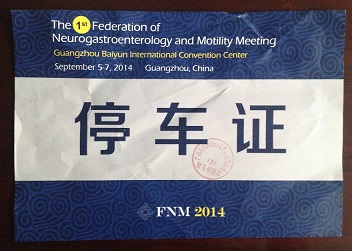 The 1st Federation of
Neurogastroenterology and Motility Meeting
Guangzhou Baiyun International Convention Center
September 5-7, 2014 Guangzhou, China
停车证
FNM 2014